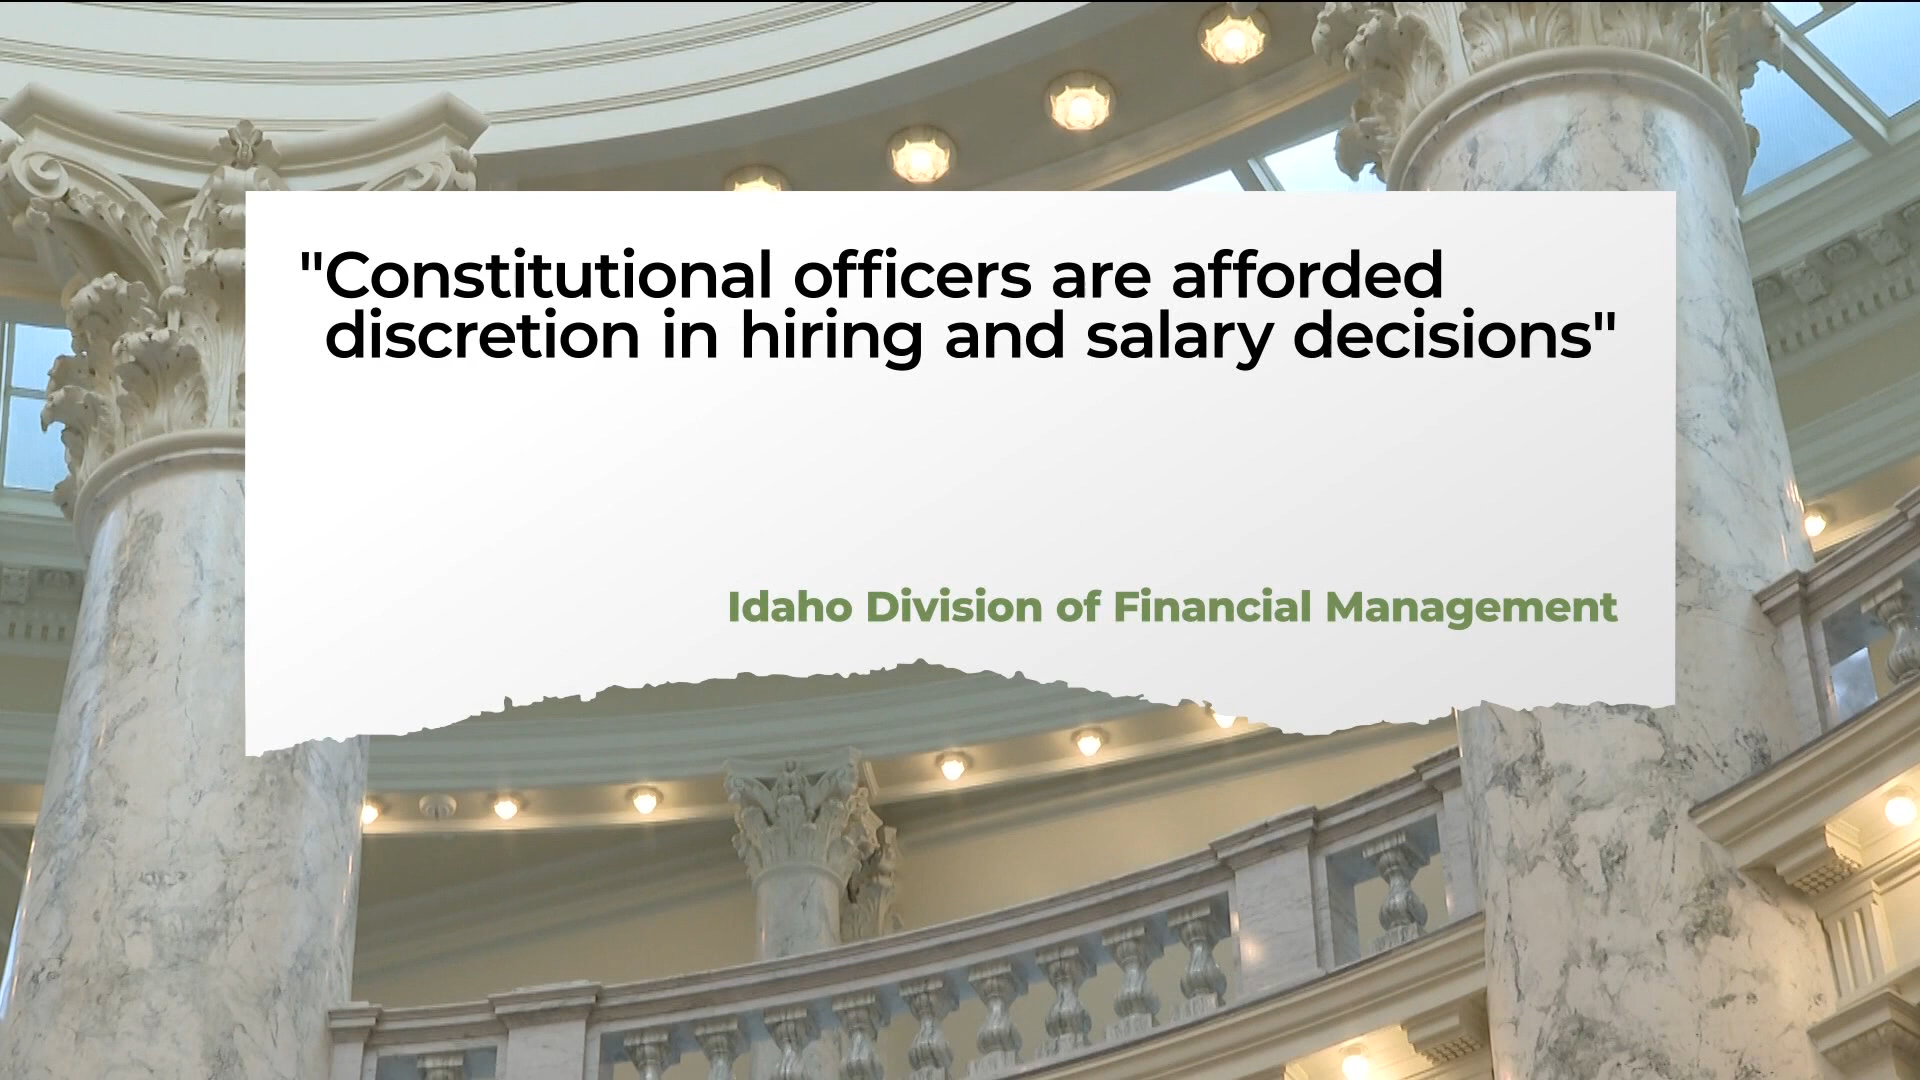 "Constitutional officers are afforded
discretion in hiring and salary decisions"
Idaho Division of Financial Management